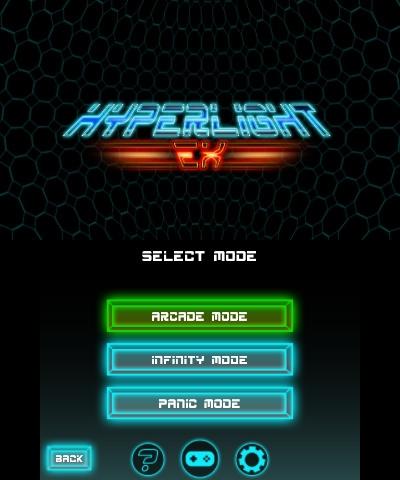 HYPERLIGHT
EX
SELECT MODE
ARCADE MODE
INFINITY MODE
PANIC MODE
BACK
?